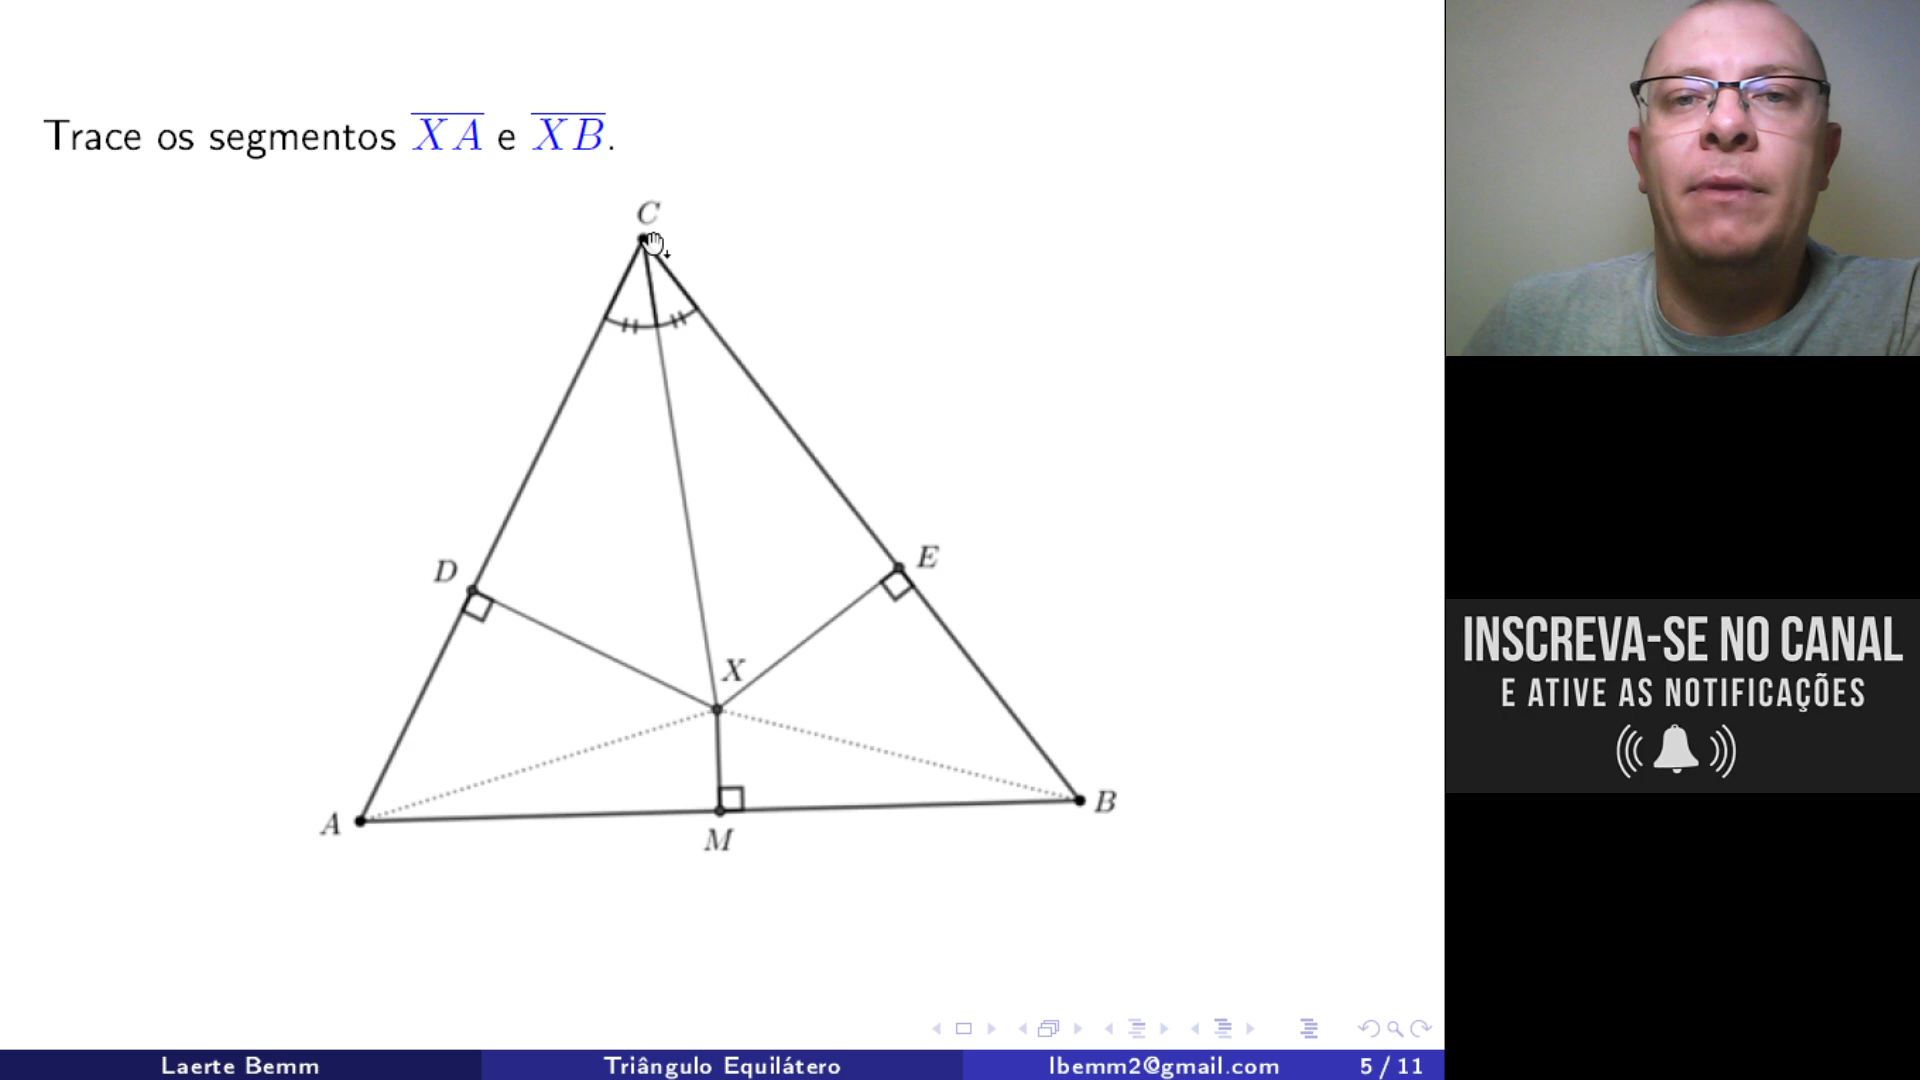 Trace os segmentos XA e XB.
C
D
E
X
A
B
M
INSCREVA-SE NO CANAL
E ATIVE AS NOTIFICAÇÕES
Laerte Bemm Triângulo Equilátero lbemm2@gmail.com 5 / 11